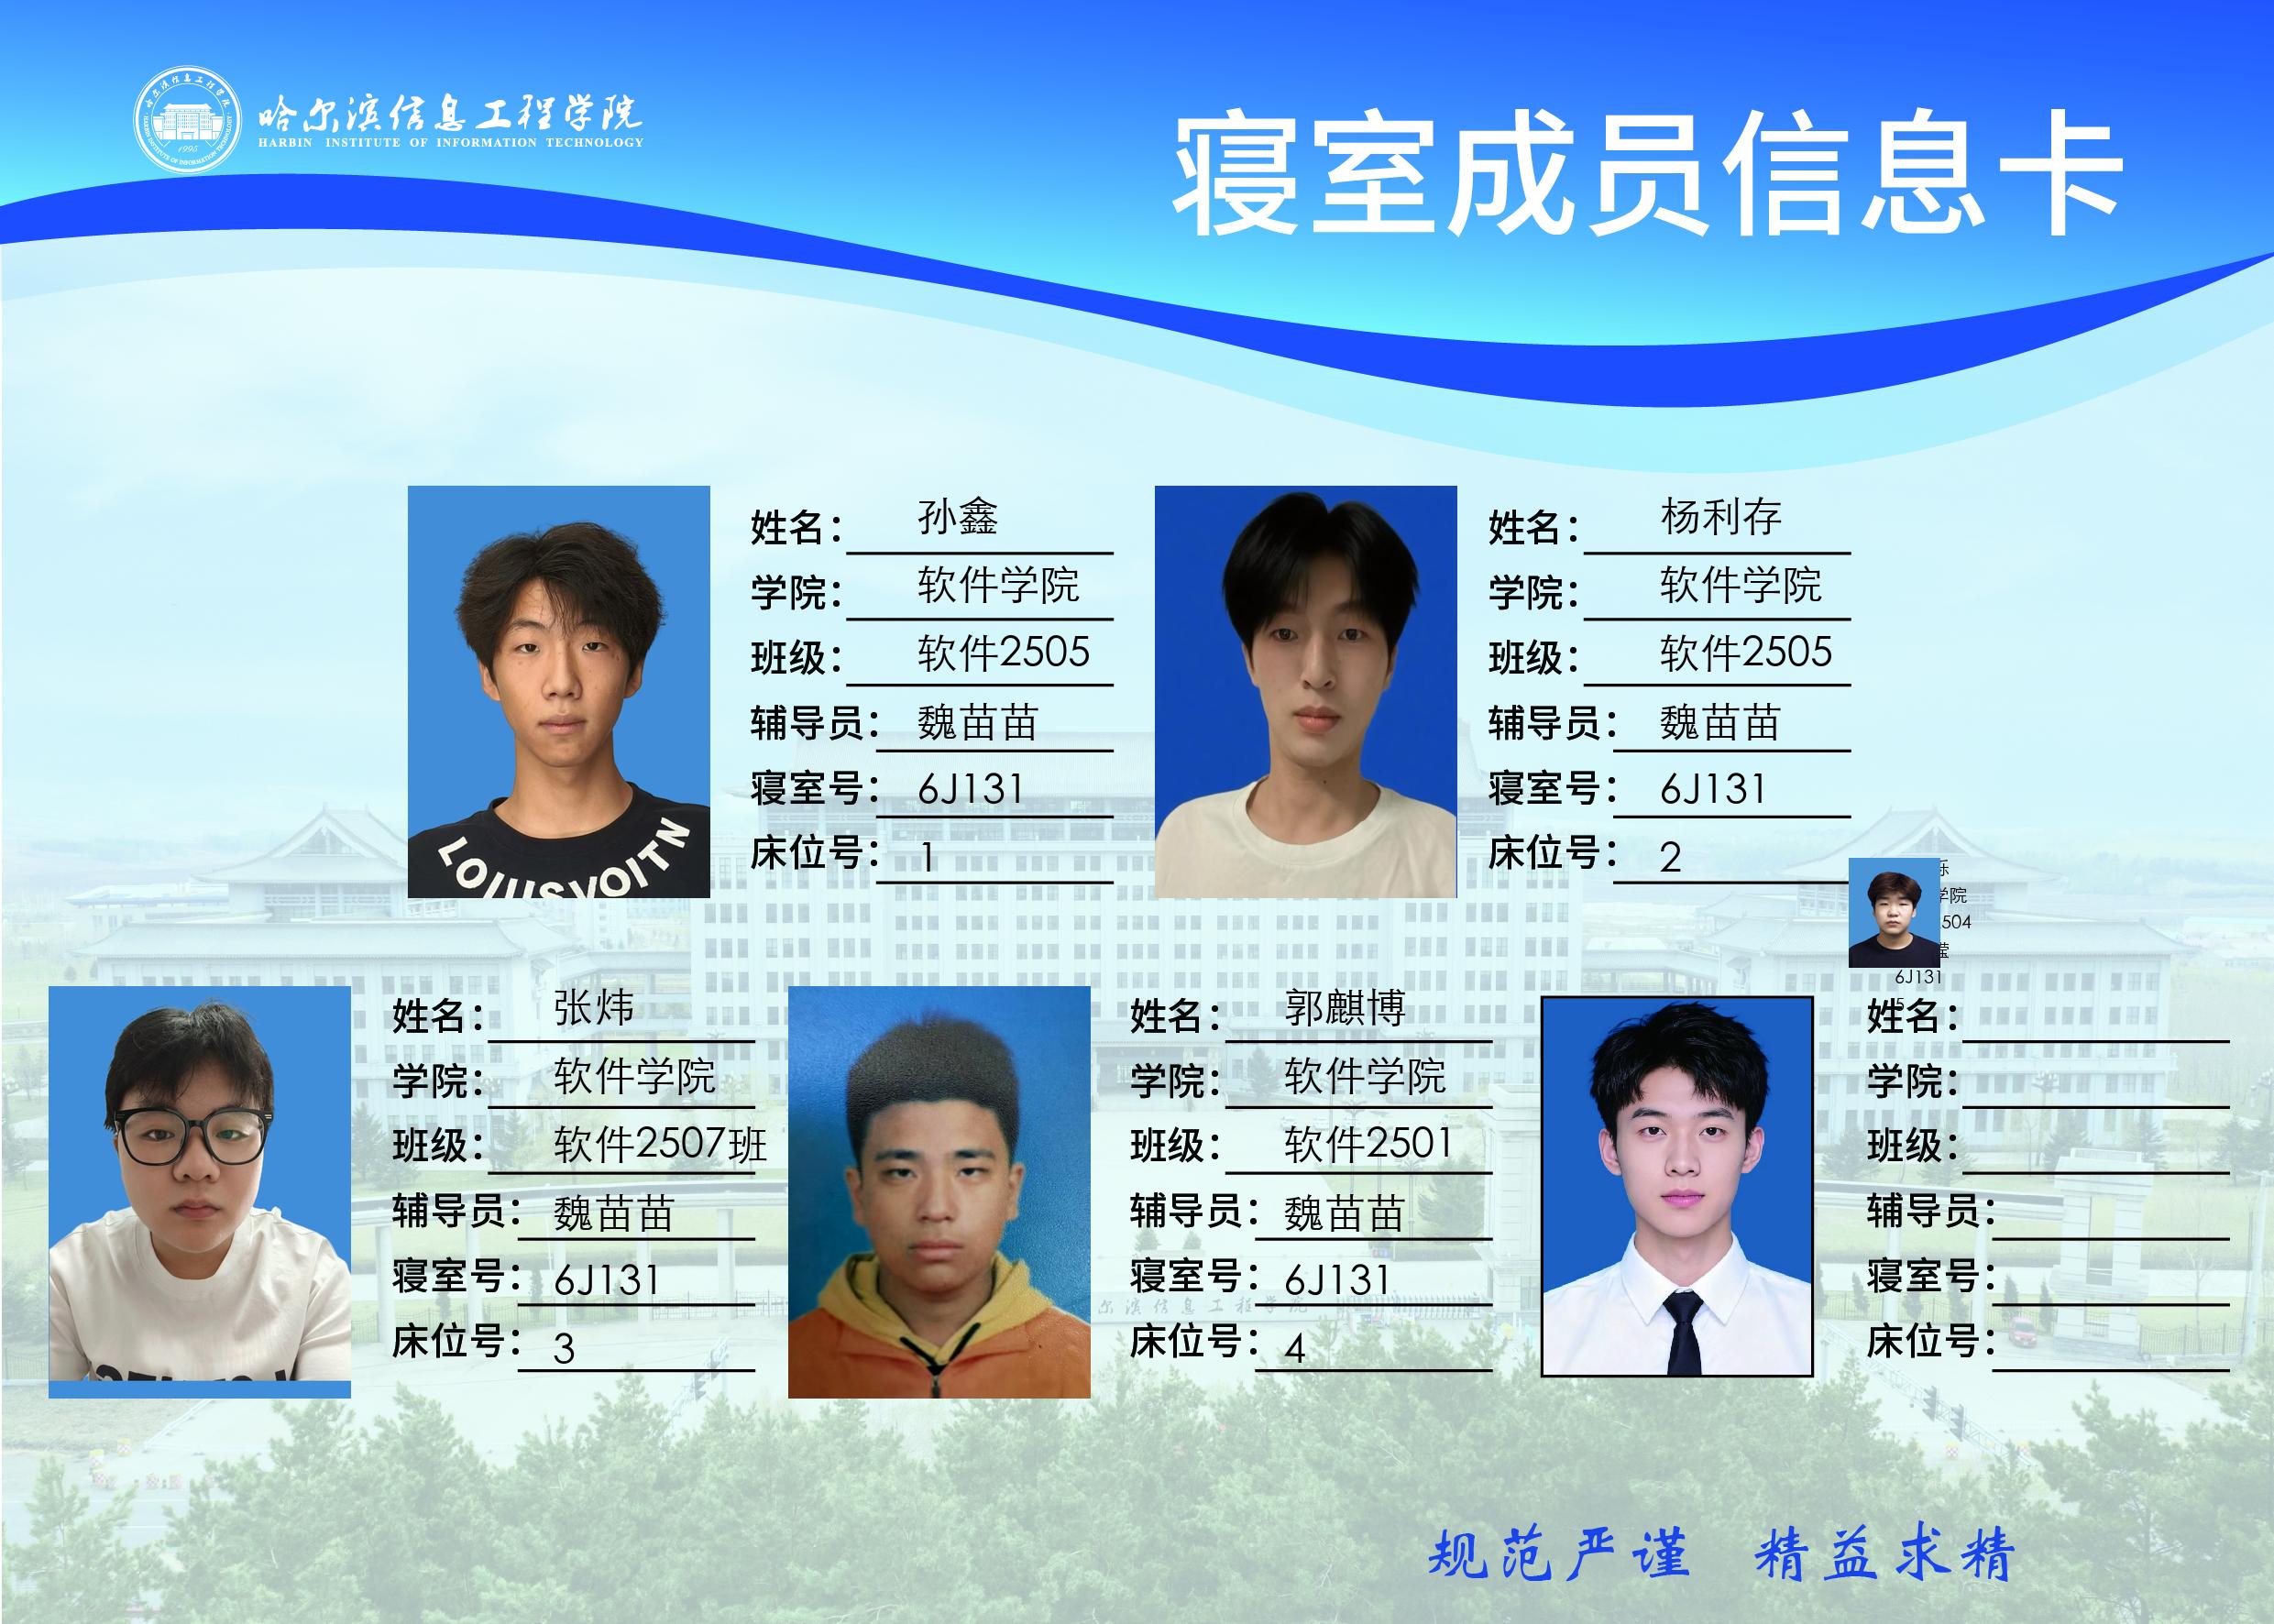 哈尔滨信息工程学院
HARBIN INSTITUTE OF INFORMATION TECHNOLOGY
1995
寝室成员信息卡
姓名：孙鑫
学院：软件学院
班级：软件2505
辅导员：魏苗苗
寝室号：6J131
床位号：1
姓名：杨利存
学院：软件学院
班级：软件2505
辅导员：魏苗苗
寝室号：6J131
床位号：2
学院
504
莹
6J131
5
姓名：张炜
学院：软件学院
班级：软件2507班
辅导员：魏苗苗
寝室号：6J131
床位号：3
姓名：郭麒博
学院：软件学院
班级：软件2501
辅导员：魏苗苗
寝室号：6J131
床位号：4
姓名：
学院：
班级：
辅导员：
寝室号：
床位号：
规范严谨 精益求精